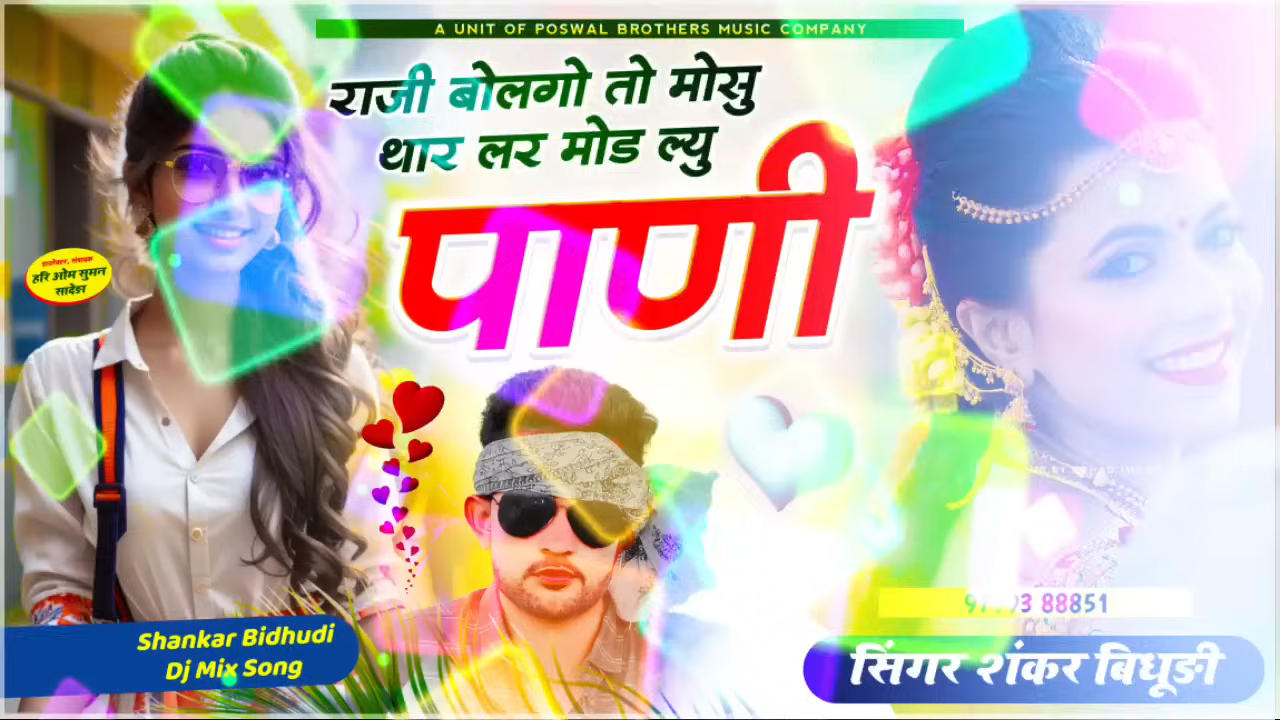 A UNIT OF POSWAL BROTHERS MUSIC COMPANY
राजी बोलगो तो मोसु
थार लर मोड ल्यु
पाणी
हरि ओम सुमन
सादेङा
Shankar Bidhudi
Dj Mix Song
88851
सिंगर शंकर बिधूङी